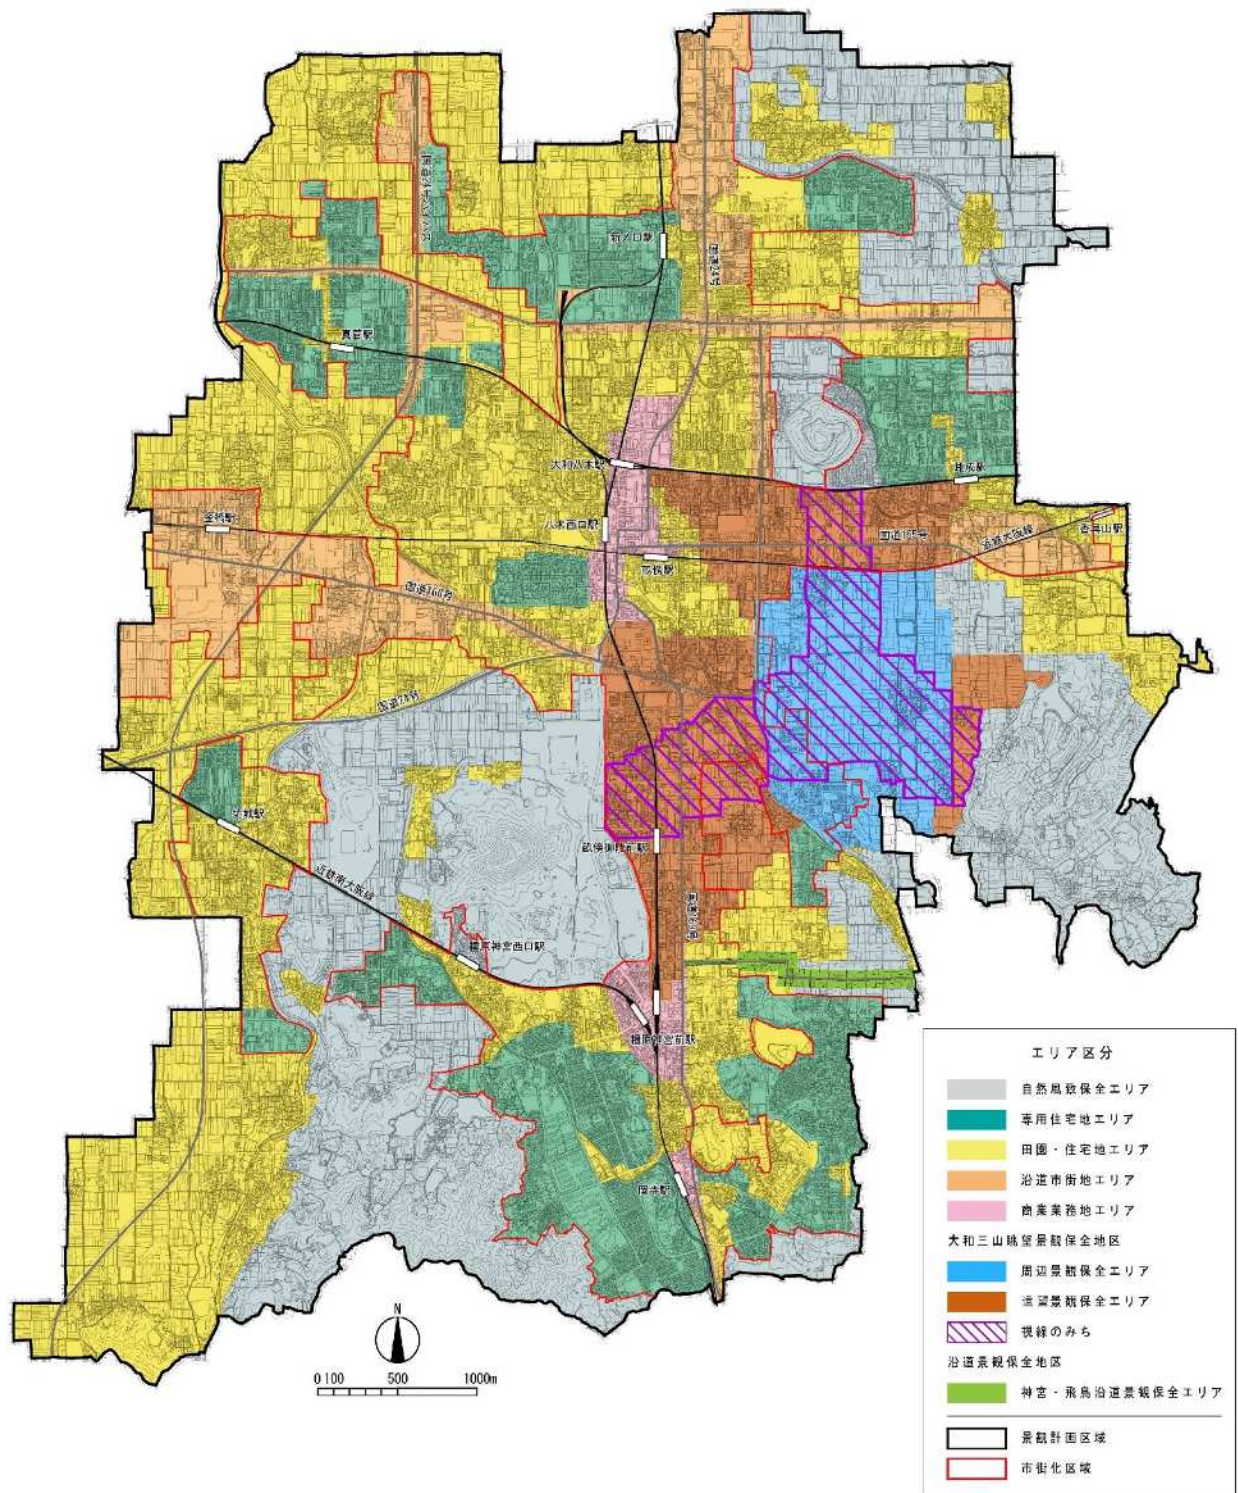 新ノ口駅
国道24号
真菅駅
大和八木駅
耳成駅
金橋駅
八木西口駅
国道165号
近鉄大阪線
香具山駅
畝傍駅
国道166号
坊城駅
畝傍御陵前駅
近鉄南大阪線
橿原神宮西口駅
橿原神宮前駅
岡寺駅
N
0 100 500 1000m
エリア区分
自然風致保全エリア
専用住宅地エリア
田園・住宅地エリア
沿道市街地エリア
商業業務地エリア
大和三山眺望景観保全地区
周辺景観保全エリア
遠望景観保全エリア
視線のみち
沿道景観保全地区
神宮・飛鳥沿道景観保全エリア
景観計画区域
市街化区域